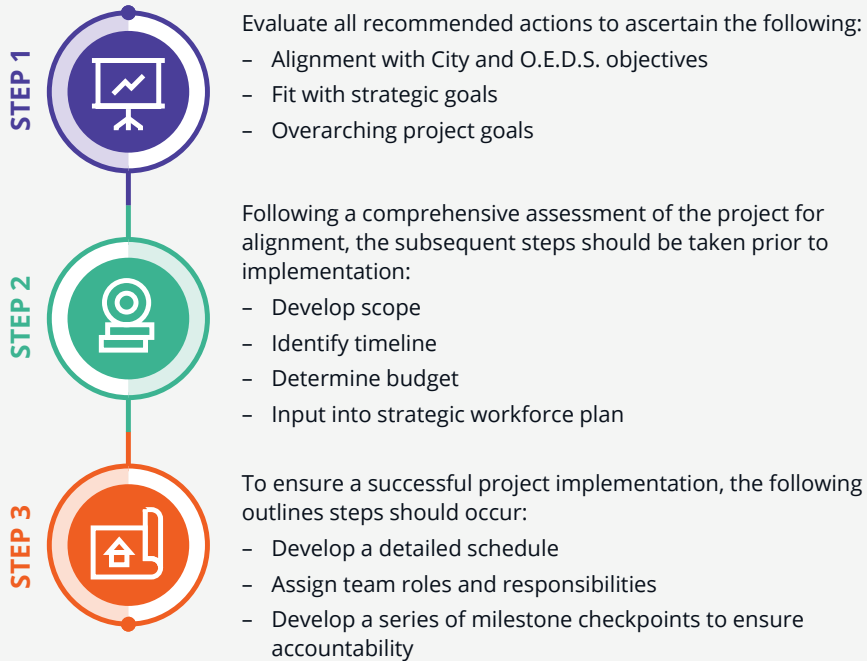 STEP 1
Evaluate all recommended actions to ascertain the following:
– Alignment with City and O.E.D.S. objectives
– Fit with strategic goals
– Overarching project goals
STEP 2
Following a comprehensive assessment of the project for
alignment, the subsequent steps should be taken prior to
implementation:
– Develop scope
– Identify timeline
– Determine budget
– Input into strategic workforce plan
STEP 3
To ensure a successful project implementation, the following
outlines steps should occur:
– Develop a detailed schedule
– Assign team roles and responsibilities
– Develop a series of milestone checkpoints to ensure
accountability